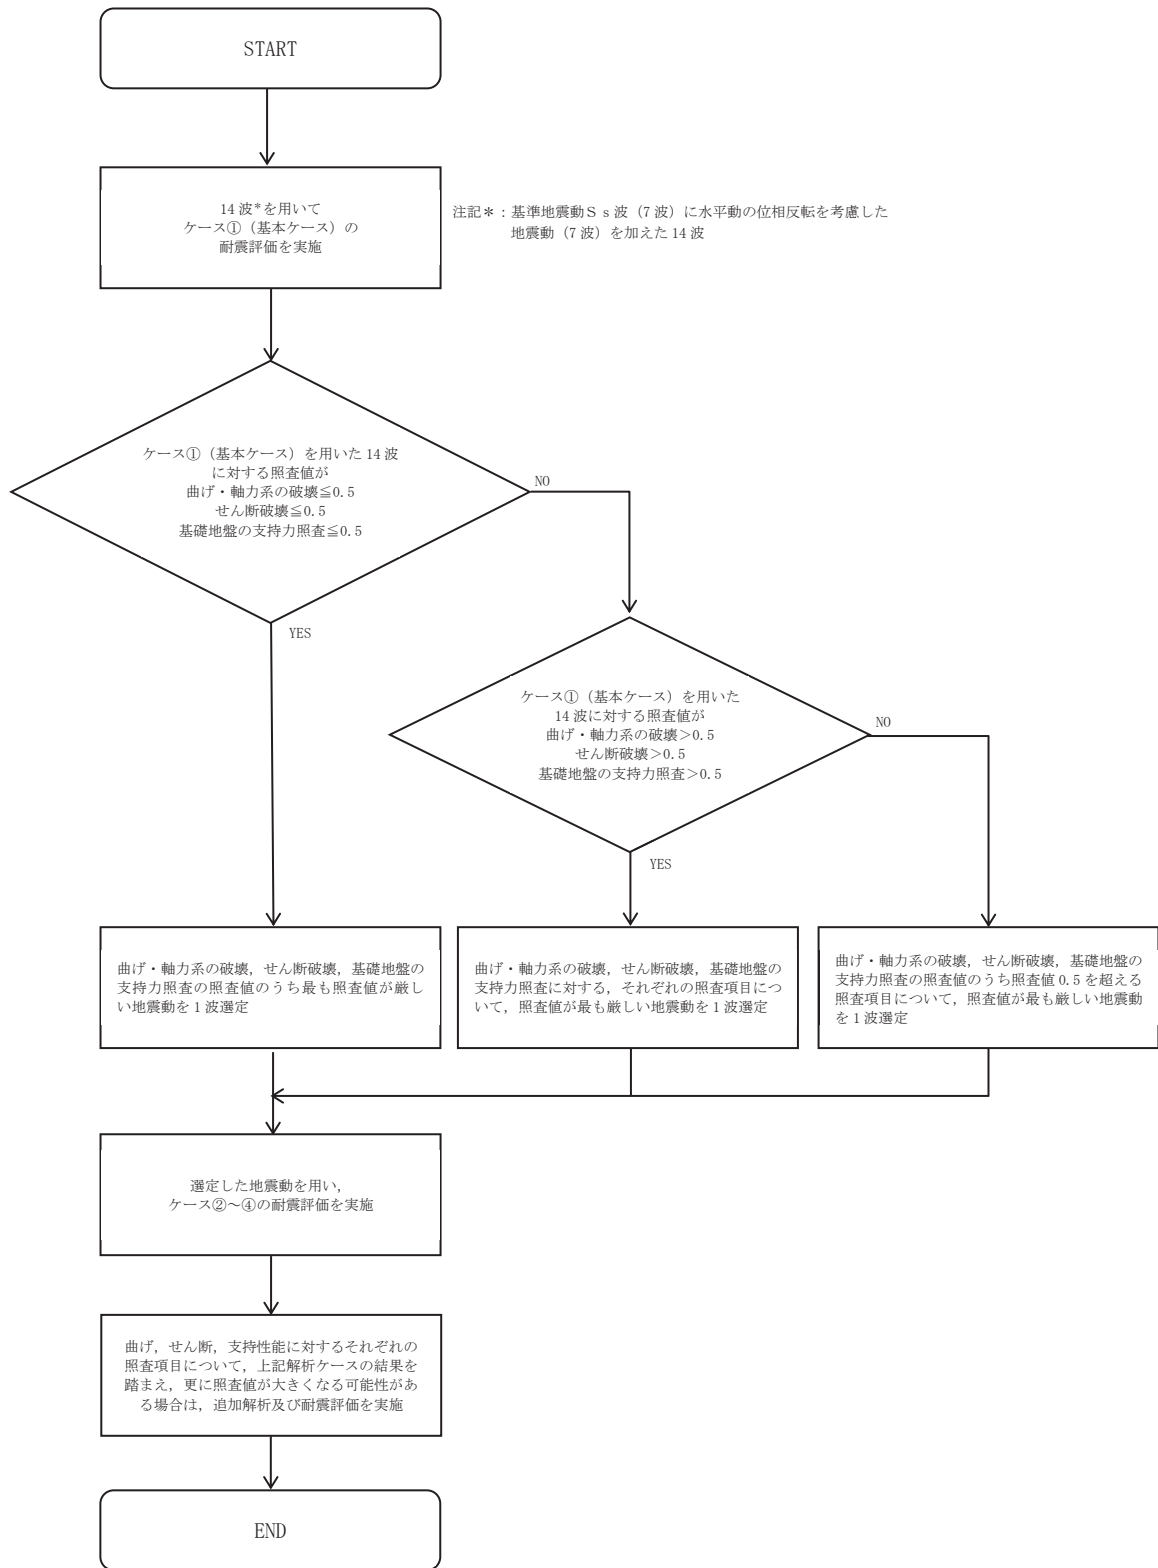 START
14 波*を用いて
ケース①（基本ケース）の
耐震評価を実施
注記＊：基準地震動Ｓｓ波（7 波）に水平動の位相反転を考慮した
地震動（7 波）を加えた 14 波
ケース①（基本ケース）を用いた 14 波
に対する照査値が
曲げ・軸力系の破壊≦0.5
せん断破壊≦0.5
基礎地盤の支持力照査≦0.5
NO
YES
ケース①（基本ケース）を用いた
14 波に対する照査値が
曲げ・軸力系の破壊＞0.5
せん断破壊＞0.5
基礎地盤の支持力照査＞0.5
NO
YES
曲げ・軸力系の破壊，せん断破壊，基礎地盤の
支持力照査の照査値のうち最も照査値が厳し
い地震動を 1 波選定
曲げ・軸力系の破壊，せん断破壊，基礎地盤の
支持力照査に対する，それぞれの照査項目につ
いて，照査値が最も厳しい地震動を 1 波選定
曲げ・軸力系の破壊，せん断破壊，基礎地盤の
支持力照査の照査値のうち照査値 0.5 を超える
照査項目について，照査値が最も厳しい地震動
を 1 波選定
選定した地震動を用い，
ケース②～④の耐震評価を実施
曲げ，せん断，支持性能に対するそれぞれの
照査項目について，上記解析ケースの結果を
踏まえ，更に照査値が大きくなる可能性があ
る場合は，追加解析及び耐震評価を実施
END